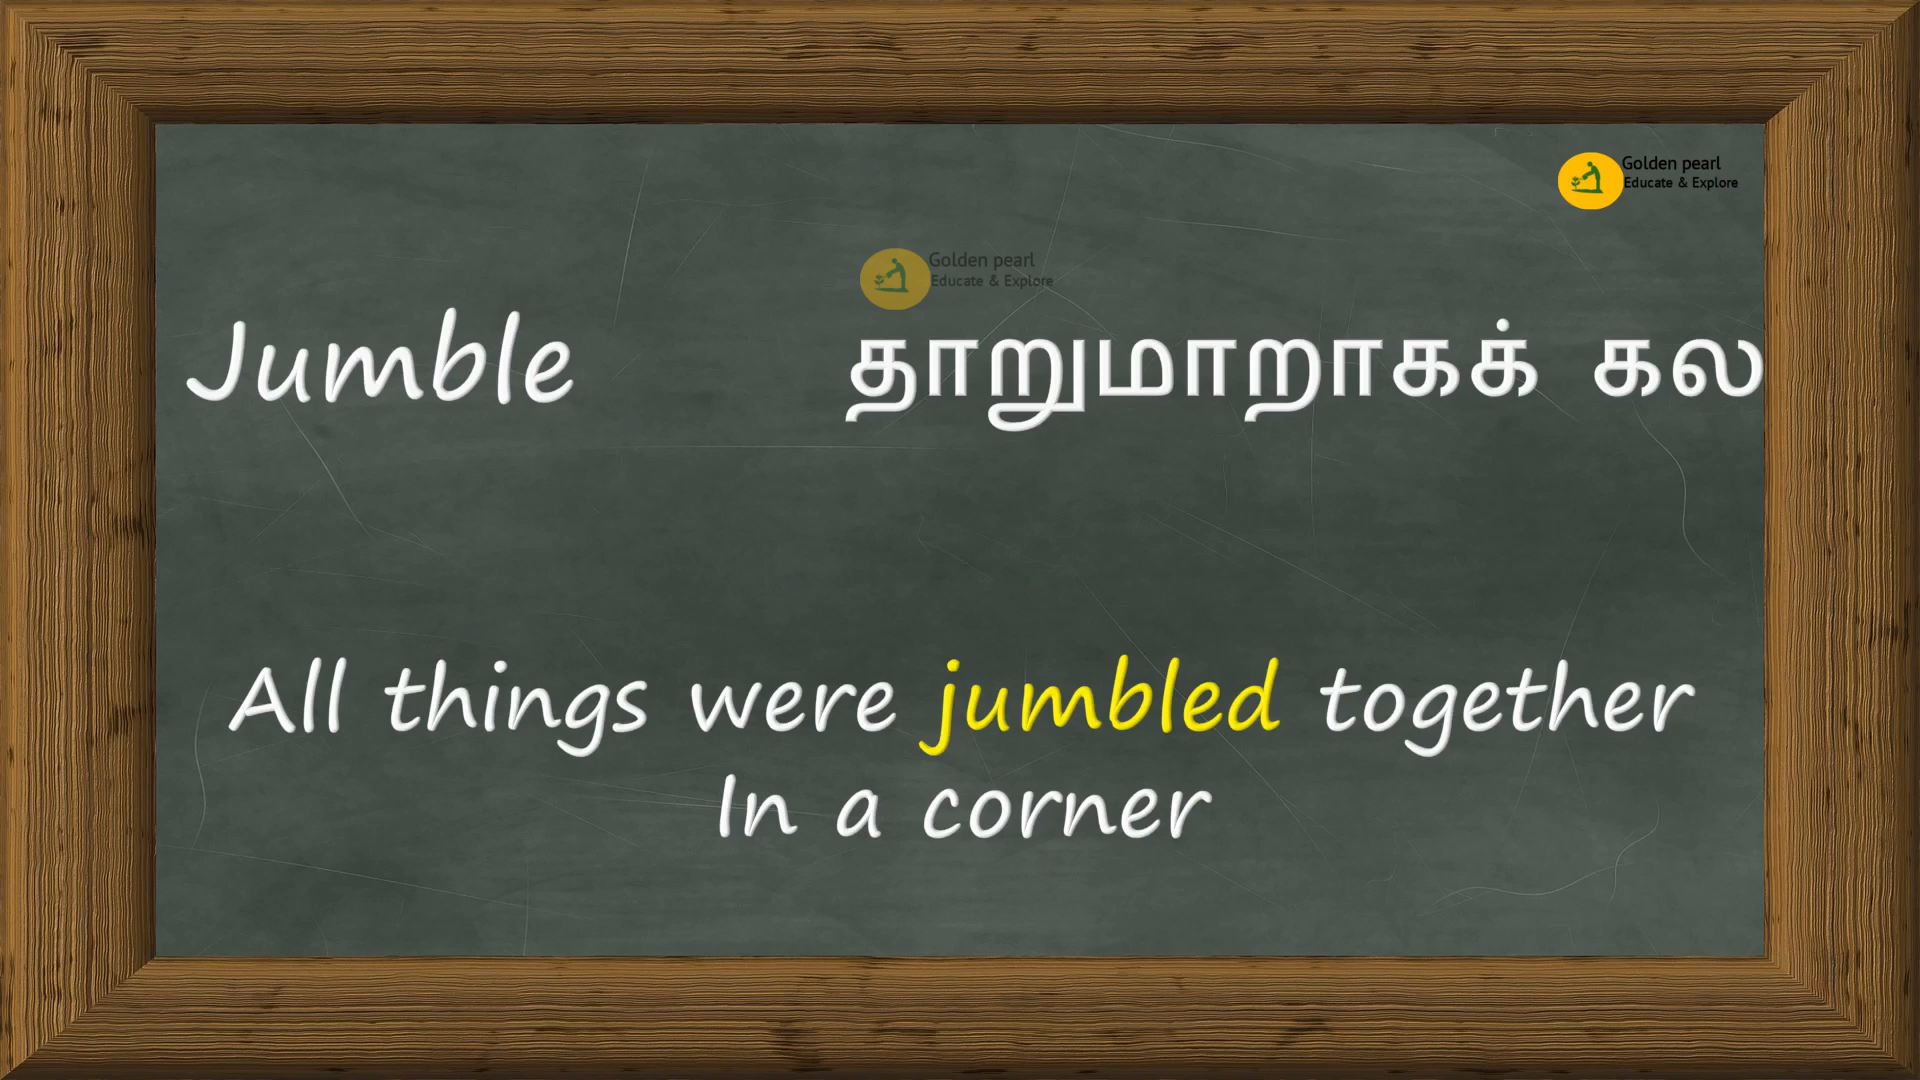 Golden pearl
Educate & Explore
Golden pearl
Educate & Explore
Jumble தாறுமாறாகக் கல
All things were jumbled together
In a corner